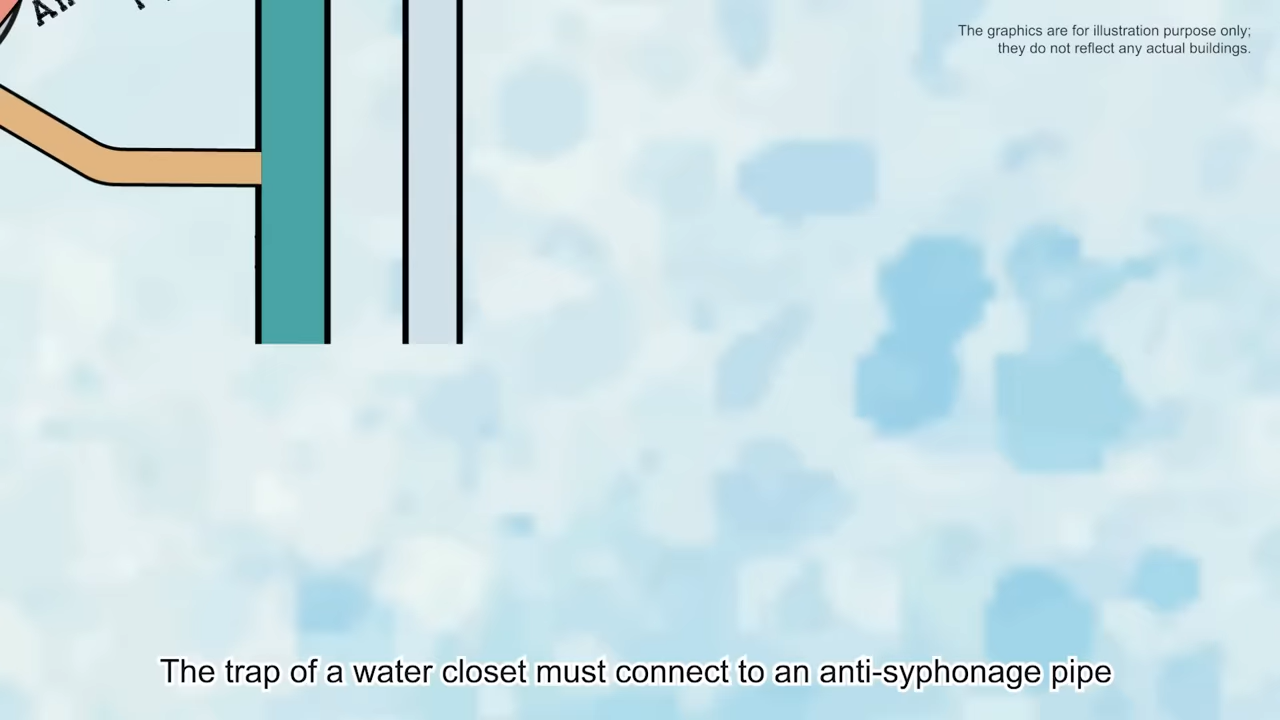 The graphics are for illustration purpose only;
they do not reflect any actual buildings.
The trap of a water closet must connect to an anti-syphonage pipe